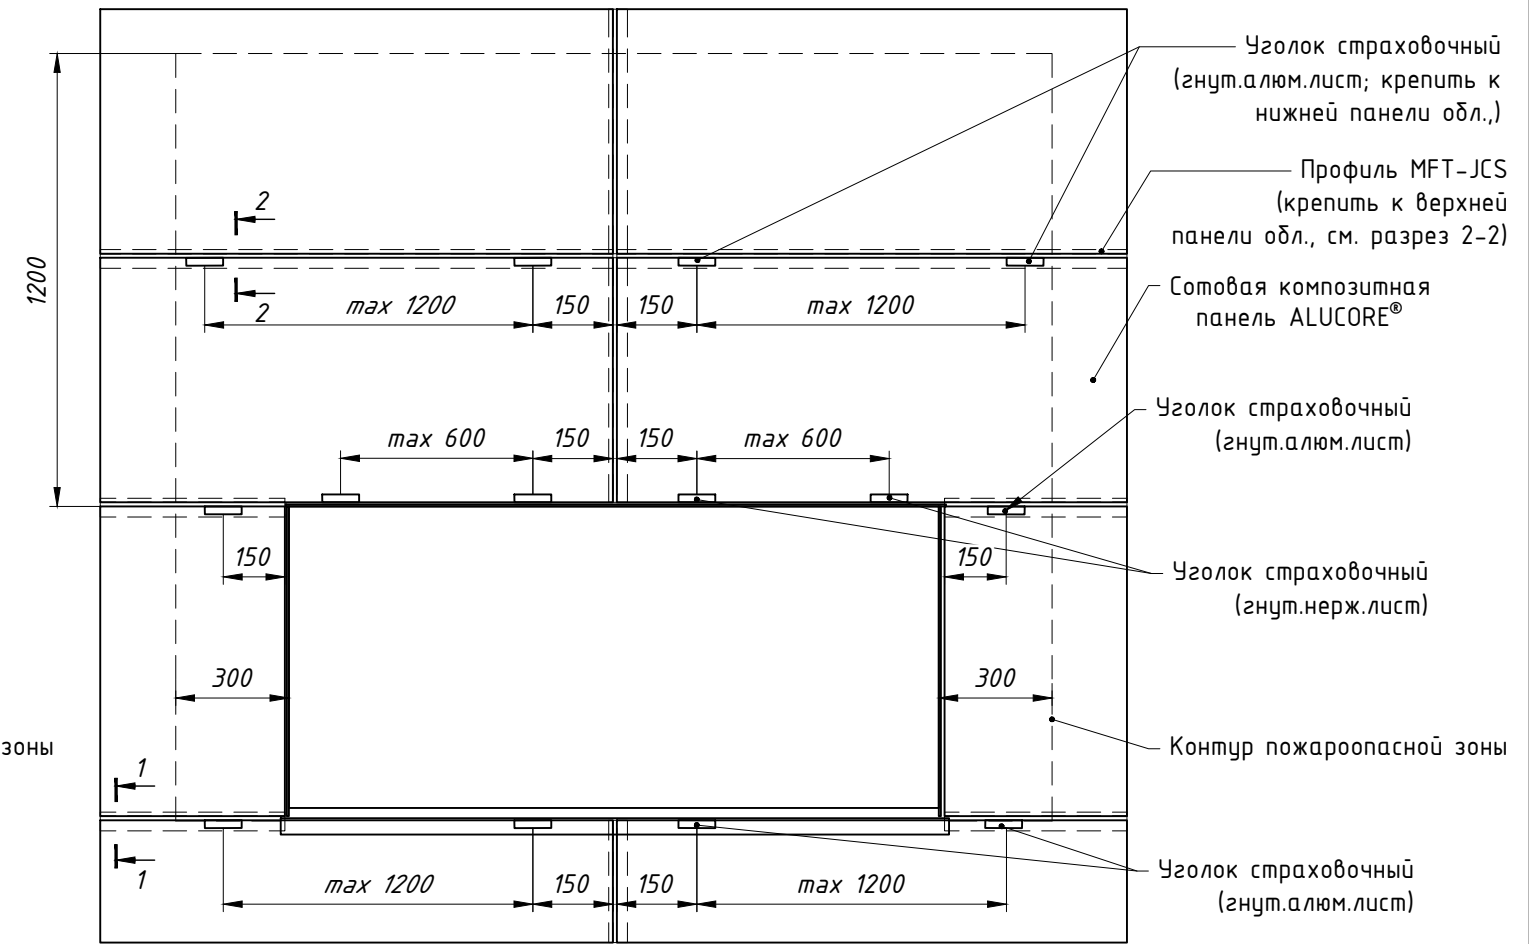 Уголок страховочный
(гнут.алюм.лист; крепить к
нижней панели обл.,)
Профиль MFT-JCS
(крепить к верхней
панели обл., см. разрез 2-2)
2
1200
2
max 1200
150
150
max 1200
Сотовая композитная
панель ALUCORE®
max 600
150
150
max 600
Уголок страховочный
(гнут.алюм.лист)
150
150
Уголок страховочный
(гнут.нерж.лист)
300
300
зоны
Контур пожароопасной зоны
1
1
max 1200
150
150
max 1200
Уголок страховочный
(гнут.алюм.лист)